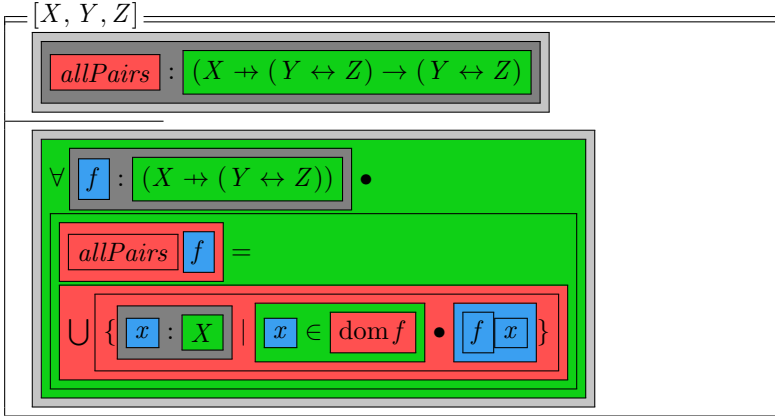 [X, Y, Z]
allPairs : (X ⇸ (Y ↔ Z) → (Y ↔ Z)
∀ f : (X ⇸ (Y ↔ Z)) •
allPairs f =
⋃ {x : X | x ∈ dom f • f x}